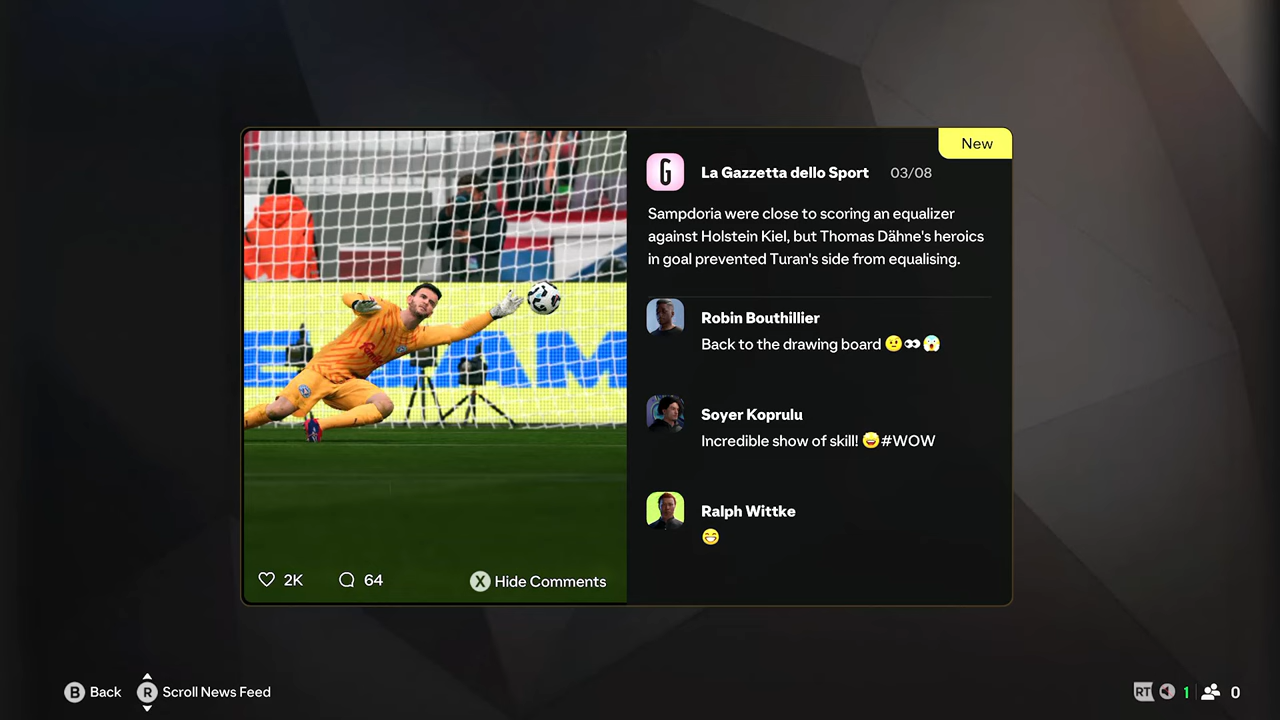 New
G
La Gazzetta dello Sport 03/08
Sampdoria were close to scoring an equalizer
against Holstein Kiel, but Thomas Dähne's heroics
in goal prevented Turan's side from equalising.
Robin Bouthillier
Back to the drawing board 🤨👀😱
Soyer Koprulu
Incredible show of skill! 😅#WOW
Ralph Wittke
😁
2K
64
X Hide Comments
B Back
R Scroll News Feed
RT 1
0